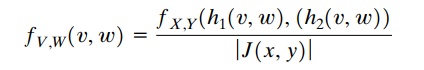 f_{V,W}(v, w) = \frac{f_{X,Y}(h_1(v, w), (h_2(v, w))}{|J(x, y)|}